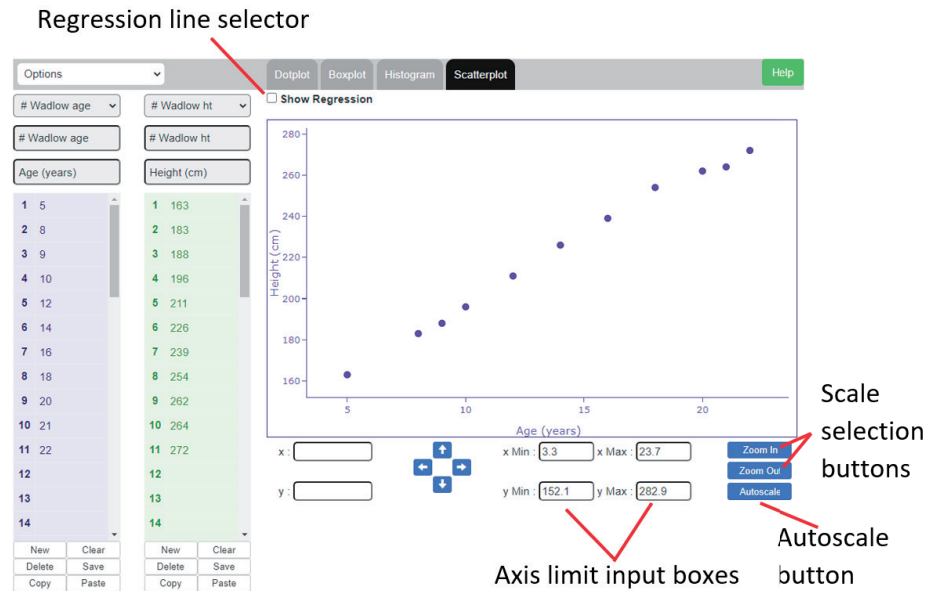 Regression line selector
Options
Dotplot Boxplot Histogram Scatterplot
Help
# Wadlow age # Wadlow ht
Show Regression
# Wadlow age # Wadlow ht
Age (years) Height (cm)
1 5 1 163
2 8 2 183
3 9 3 188
4 10 4 196
5 12 5 211
6 14 6 226
7 16 7 239
8 18 8 254
9 20 9 262
10 21 10 264
11 22 11 272
12 12
13 13
14 14
New Clear New Clear
Delete Save Delete Save
Copy Paste Copy Paste
280
260
240
220
200
180
160
Height (cm)
5 10 15 20
Age (years)
x : x Min : 3.3 x Max : 23.7
y : y Min : 152.1 y Max : 282.9
Zoom In
Zoom Out
Autoscale
Scale
selection
buttons
Axis limit input boxes
Autoscale
button